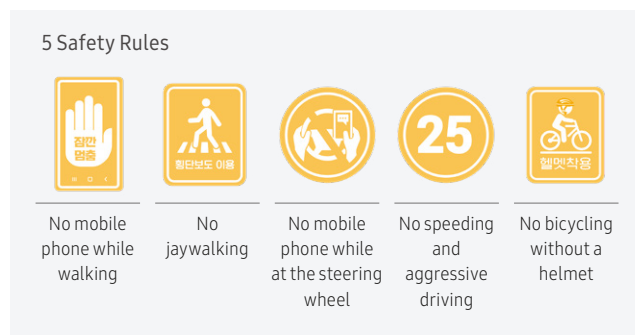 5 Safety Rules
잠깐
멈춤
횡단보도 이용
25
헬멧착용
No mobile
phone while
walking
No
jaywalking
No mobile
phone while
at the steering
wheel
No speeding
and
aggressive
driving
No bicycling
without a
helmet